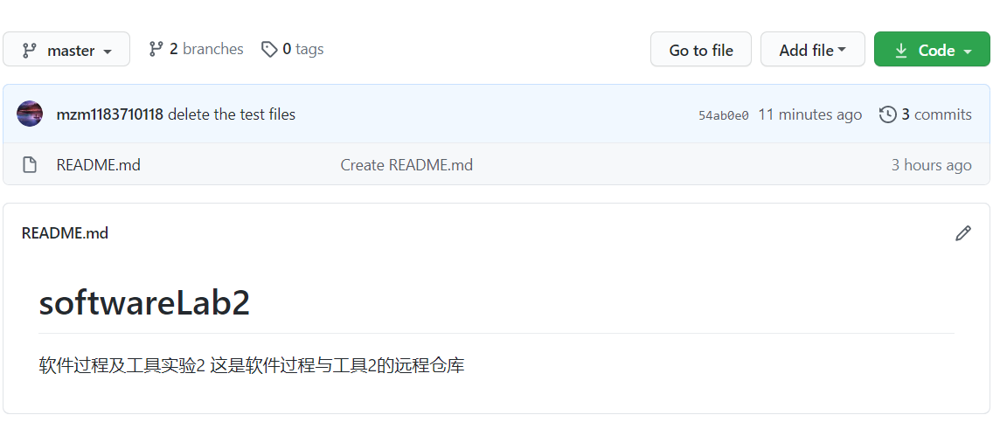 master 2 branches 0 tags Go to file Add file Code
mzm1183710118 delete the test files 54ab0e0 11 minutes ago 3 commits
README.md Create README.md 3 hours ago
README.md
softwareLab2
软件过程及工具实验2 这是软件过程与工具2的远程仓库